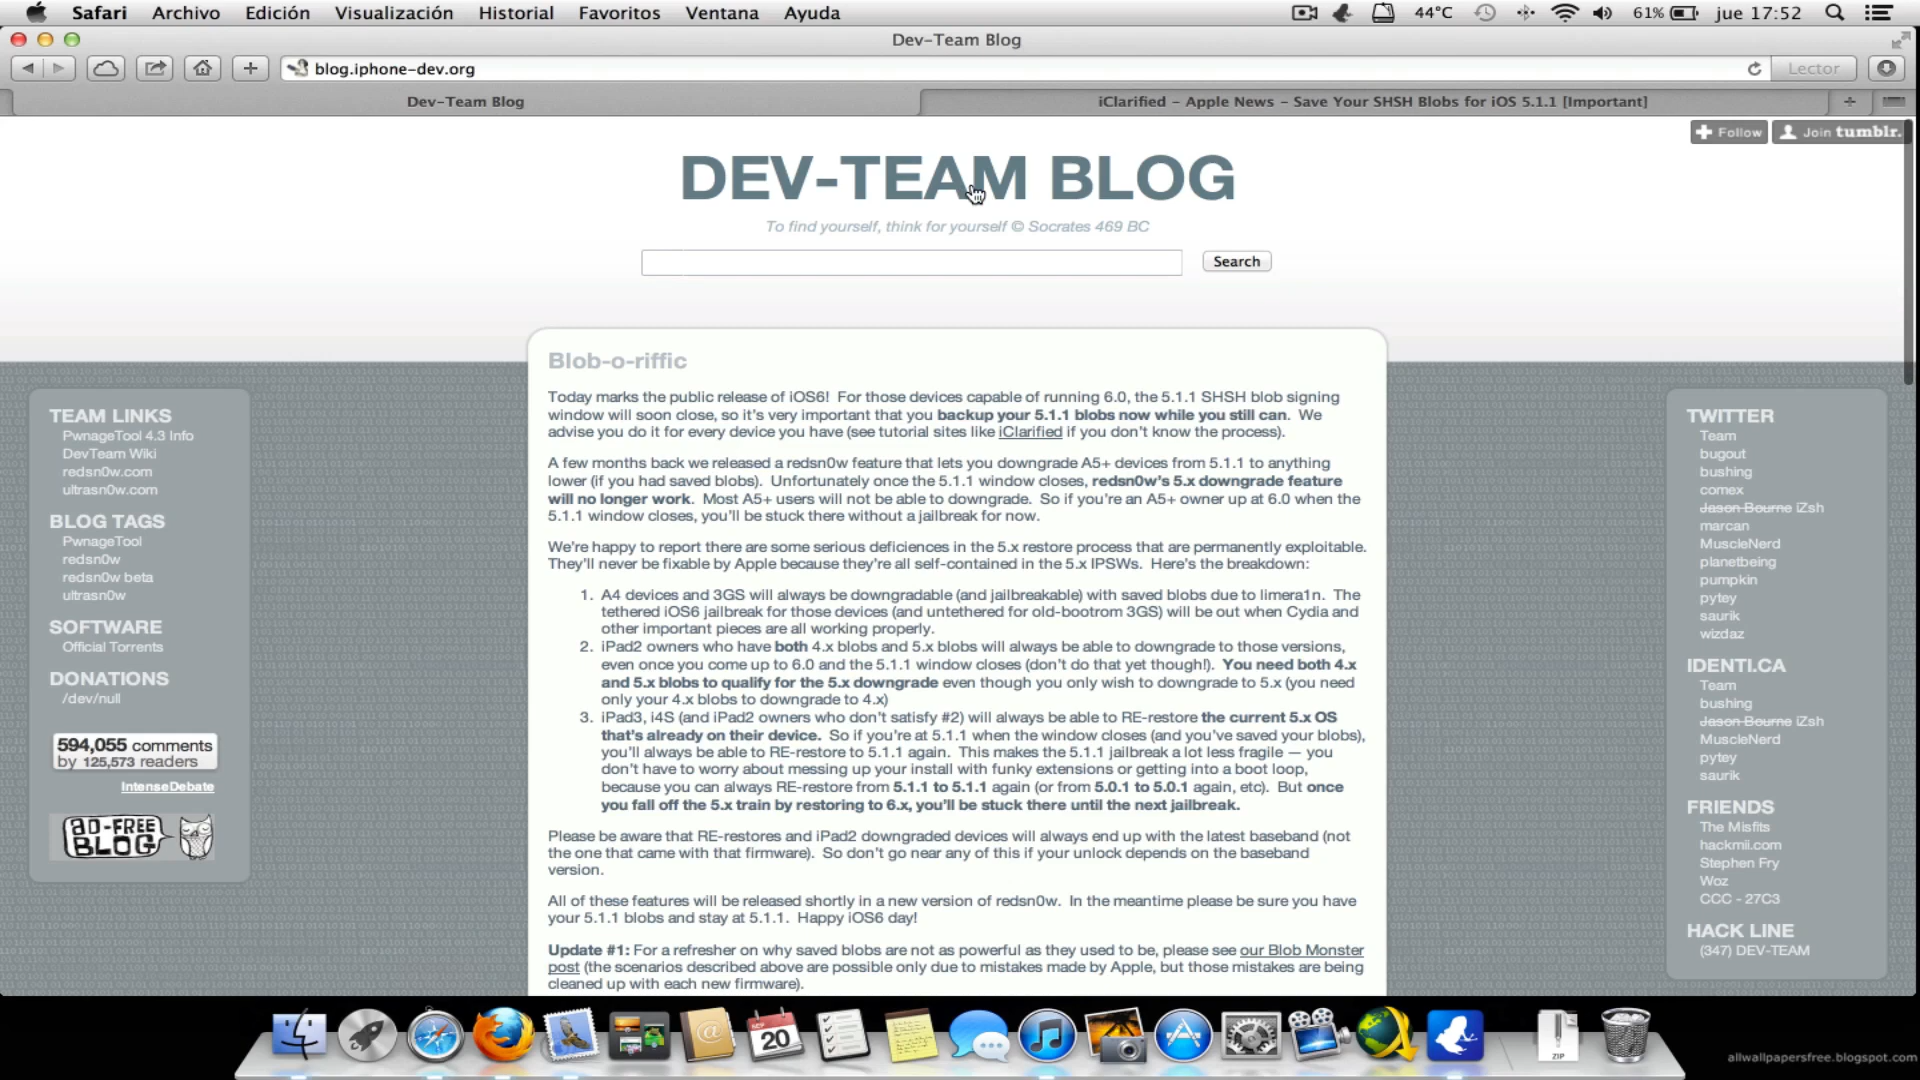 Safari Archivo Edición Visualización Historial Favoritos Ventana Ayuda 44°C 61% jue 17:52
Dev-Team Blog
blog.iphone-dev.org Lector
Dev-Team Blog iClarified - Apple News - Save Your SHSH Blobs for iOS 5.1.1 [Important]
Follow Join tumblr.
DEV-TEAM BLOG
To find yourself, think for yourself © Socrates 469 BC
Search
TEAM LINKS
PwnageTool 4.3 Info
DevTeam Wiki
redsn0w.com
ultrasn0w.com
BLOG TAGS
PwnageTool
redsn0w
redsn0w beta
ultrasn0w
SOFTWARE
Official Torrents
DONATIONS
/dev/null
594,055 comments
by 125,573 readers
IntenseDebate
AD-FREE
BLOG
Blob-o-riffic
Today marks the public release of iOS6! For those devices capable of running 6.0, the 5.1.1 SHSH blob signing
window will soon close, so it's very important that you backup your 5.1.1 blobs now while you still can. We
advise you do it for every device you have (see tutorial sites like iClarified if you don't know the process).
A few months back we released a redsn0w feature that lets you downgrade A5+ devices from 5.1.1 to anything
lower (if you had saved blobs). Unfortunately once the 5.1.1 window closes, redsn0w's 5.x downgrade feature
will no longer work. Most A5+ users will not be able to downgrade. So if you're an A5+ owner up at 6.0 when the
5.1.1 window closes, you'll be stuck there without a jailbreak for now.
We're happy to report there are some serious deficiences in the 5.x restore process that are permanently exploitable.
They'll never be fixable by Apple because they're all self-contained in the 5.x IPSWs. Here's the breakdown:
1. A4 devices and 3GS will always be downgradable (and jailbreakable) with saved blobs due to limera1n. The
tethered iOS6 jailbreak for those devices (and untethered for old-bootrom 3GS) will be out when Cydia and
other important pieces are all working properly.
2. iPad2 owners who have both 4.x blobs and 5.x blobs will always be able to downgrade to those versions,
even once you come up to 6.0 and the 5.1.1 window closes (don't do that yet though!). You need both 4.x
and 5.x blobs to qualify for the 5.x downgrade even though you only wish to downgrade to 5.x (you need
only your 4.x blobs to downgrade to 4.x)
3. iPad3, i4S (and iPad2 owners who don't satisfy #2) will always be able to RE-restore the current 5.x OS
that's already on their device. So if you're at 5.1.1 when the window closes (and you've saved your blobs),
you'll always be able to RE-restore to 5.1.1 again. This makes the 5.1.1 jailbreak a lot less fragile — you
don't have to worry about messing up your install with funky extensions or getting into a boot loop,
because you can always RE-restore from 5.1.1 to 5.1.1 again (or from 5.0.1 to 5.0.1 again, etc). But once
you fall off the 5.x train by restoring to 6.x, you'll be stuck there until the next jailbreak.
Please be aware that RE-restores and iPad2 downgraded devices will always end up with the latest baseband (not
the one that came with that firmware). So don't go near any of this if your unlock depends on the baseband
version.
All of these features will be released shortly in a new version of redsn0w. In the meantime please be sure you have
your 5.1.1 blobs and stay at 5.1.1. Happy iOS6 day!
Update #1: For a refresher on why saved blobs are not as powerful as they used to be, please see our Blob Monster
post (the scenarios described above are possible only due to mistakes made by Apple, but those mistakes are being
cleaned up with each new firmware).
TWITTER
Team
bugout
bushing
comex
Jason Bourne iZsh
marcan
MuscleNerd
planetbeing
pumpkin
pytey
saurik
wizdaz
IDENTI.CA
Team
bushing
Jason Bourne iZsh
MuscleNerd
pytey
saurik
FRIENDS
The Misfits
hackmii.com
Stephen Fry
Woz
CCC - 27C3
HACK LINE
(347) DEV-TEAM
SEP
20
ZIP
allwallpapersfree.blogspot.com